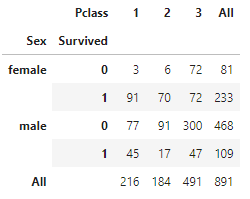 Pclass 1 2 3 All
Sex Survived
female 0 3 6 72 81
1 91 70 72 233
male 0 77 91 300 468
1 45 17 47 109
All 216 184 491 891